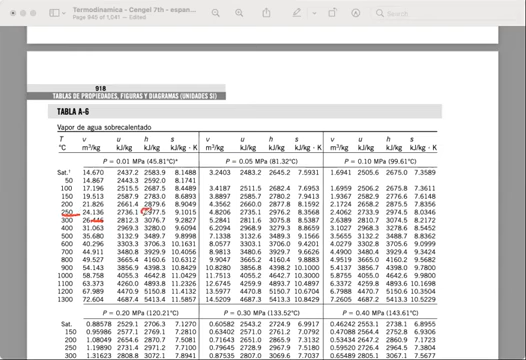 Termodinamica - Cengel 7th - espan...
Page 940 of 1,041 — Edited
Search
918
TABLAS DE PROPIEDADES, FIGURAS Y DIAGRAMAS (UNIDADES SI)
TABLA A-6
Vapor de agua sobrecalentado
T v u h s v u h s v u h s
°C m³/kg kJ/kg kJ/kg kJ/kg · K m³/kg kJ/kg kJ/kg kJ/kg · K m³/kg kJ/kg kJ/kg kJ/kg · K
P = 0.01 MPa (45.81°C)* P = 0.05 MPa (81.32°C) P = 0.10 MPa (99.61°C)
Sat.† 14.670 2437.2 2583.9 8.1488 3.2403 2483.2 2645.2 7.5931 1.6941 2505.6 2675.0 7.3589
50 14.867 2443.3 2592.0 8.1741
100 17.196 2515.5 2687.5 8.4489 3.4187 2511.5 2682.4 7.6953 1.6959 2506.2 2675.8 7.3611
150 19.513 2587.9 2783.0 8.6893 3.8897 2585.7 2780.2 7.9413 1.9367 2582.9 2776.6 7.6148
200 21.826 2661.4 2879.6 8.9049 4.3562 2660.0 2877.8 8.1592 2.1724 2658.2 2875.5 7.8356
250 24.136 2736.1 2977.5 9.1015 4.8206 2735.1 2976.2 8.3568 2.4062 2733.9 2974.5 8.0346
300 26.446 2812.3 3076.7 9.2827 5.2841 2811.6 3075.8 8.5387 2.6389 2810.7 3074.5 8.2172
400 31.063 2969.3 3280.0 9.6094 6.2094 2968.9 3279.3 8.8659 3.1027 2968.3 3278.6 8.5452
500 35.680 3132.9 3489.7 9.8998 7.1338 3132.6 3489.3 9.1566 3.5655 3132.2 3488.7 8.8362
600 40.296 3303.3 3706.3 10.1631 8.0577 3303.1 3706.0 9.4201 4.0279 3302.8 3705.6 9.0999
700 44.911 3480.8 3929.9 10.4056 8.9813 3480.6 3929.7 9.6626 4.4900 3480.4 3929.4 9.3424
800 49.527 3665.4 4160.6 10.6312 9.9047 3665.2 4160.4 9.8883 4.9519 3665.0 4160.2 9.5682
900 54.143 3856.9 4398.3 10.8429 10.8280 3856.8 4398.2 10.1000 5.4137 3856.7 4398.0 9.7800
1000 58.758 4055.3 4642.8 11.0429 11.7513 4055.2 4642.7 10.3000 5.8755 4055.0 4642.6 9.9800
1100 63.373 4260.0 4893.8 11.2326 12.6745 4259.9 4893.7 10.4897 6.3372 4259.8 4893.6 10.1698
1200 67.989 4470.9 5150.8 11.4132 13.5977 4470.8 5150.7 10.6704 6.7988 4470.7 5150.6 10.3504
1300 72.604 4687.4 5413.4 11.5857 14.5209 4687.3 5413.3 10.8429 7.2605 4687.2 5413.3 10.5229
P = 0.20 MPa (120.21°C) P = 0.30 MPa (133.52°C) P = 0.40 MPa (143.61°C)
Sat. 0.88578 2529.1 2706.3 7.1270 0.60582 2543.2 2724.9 6.9917 0.46242 2553.1 2738.1 6.8955
150 0.95986 2577.1 2769.1 7.2810 0.63402 2571.0 2761.2 7.0792 0.47088 2564.4 2752.8 6.9306
200 1.08049 2654.6 2870.7 7.5081 0.71643 2651.0 2865.9 7.3132 0.53434 2647.2 2860.9 7.1723
250 1.19890 2731.4 2971.2 7.7100 0.79645 2728.9 2967.9 7.5180 0.59520 2726.4 2964.5 7.3804
300 1.31623 2808.8 3072.1 7.8941 0.87535 2807.0 3069.6 7.7037 0.65489 2805.1 3067.1 7.5677